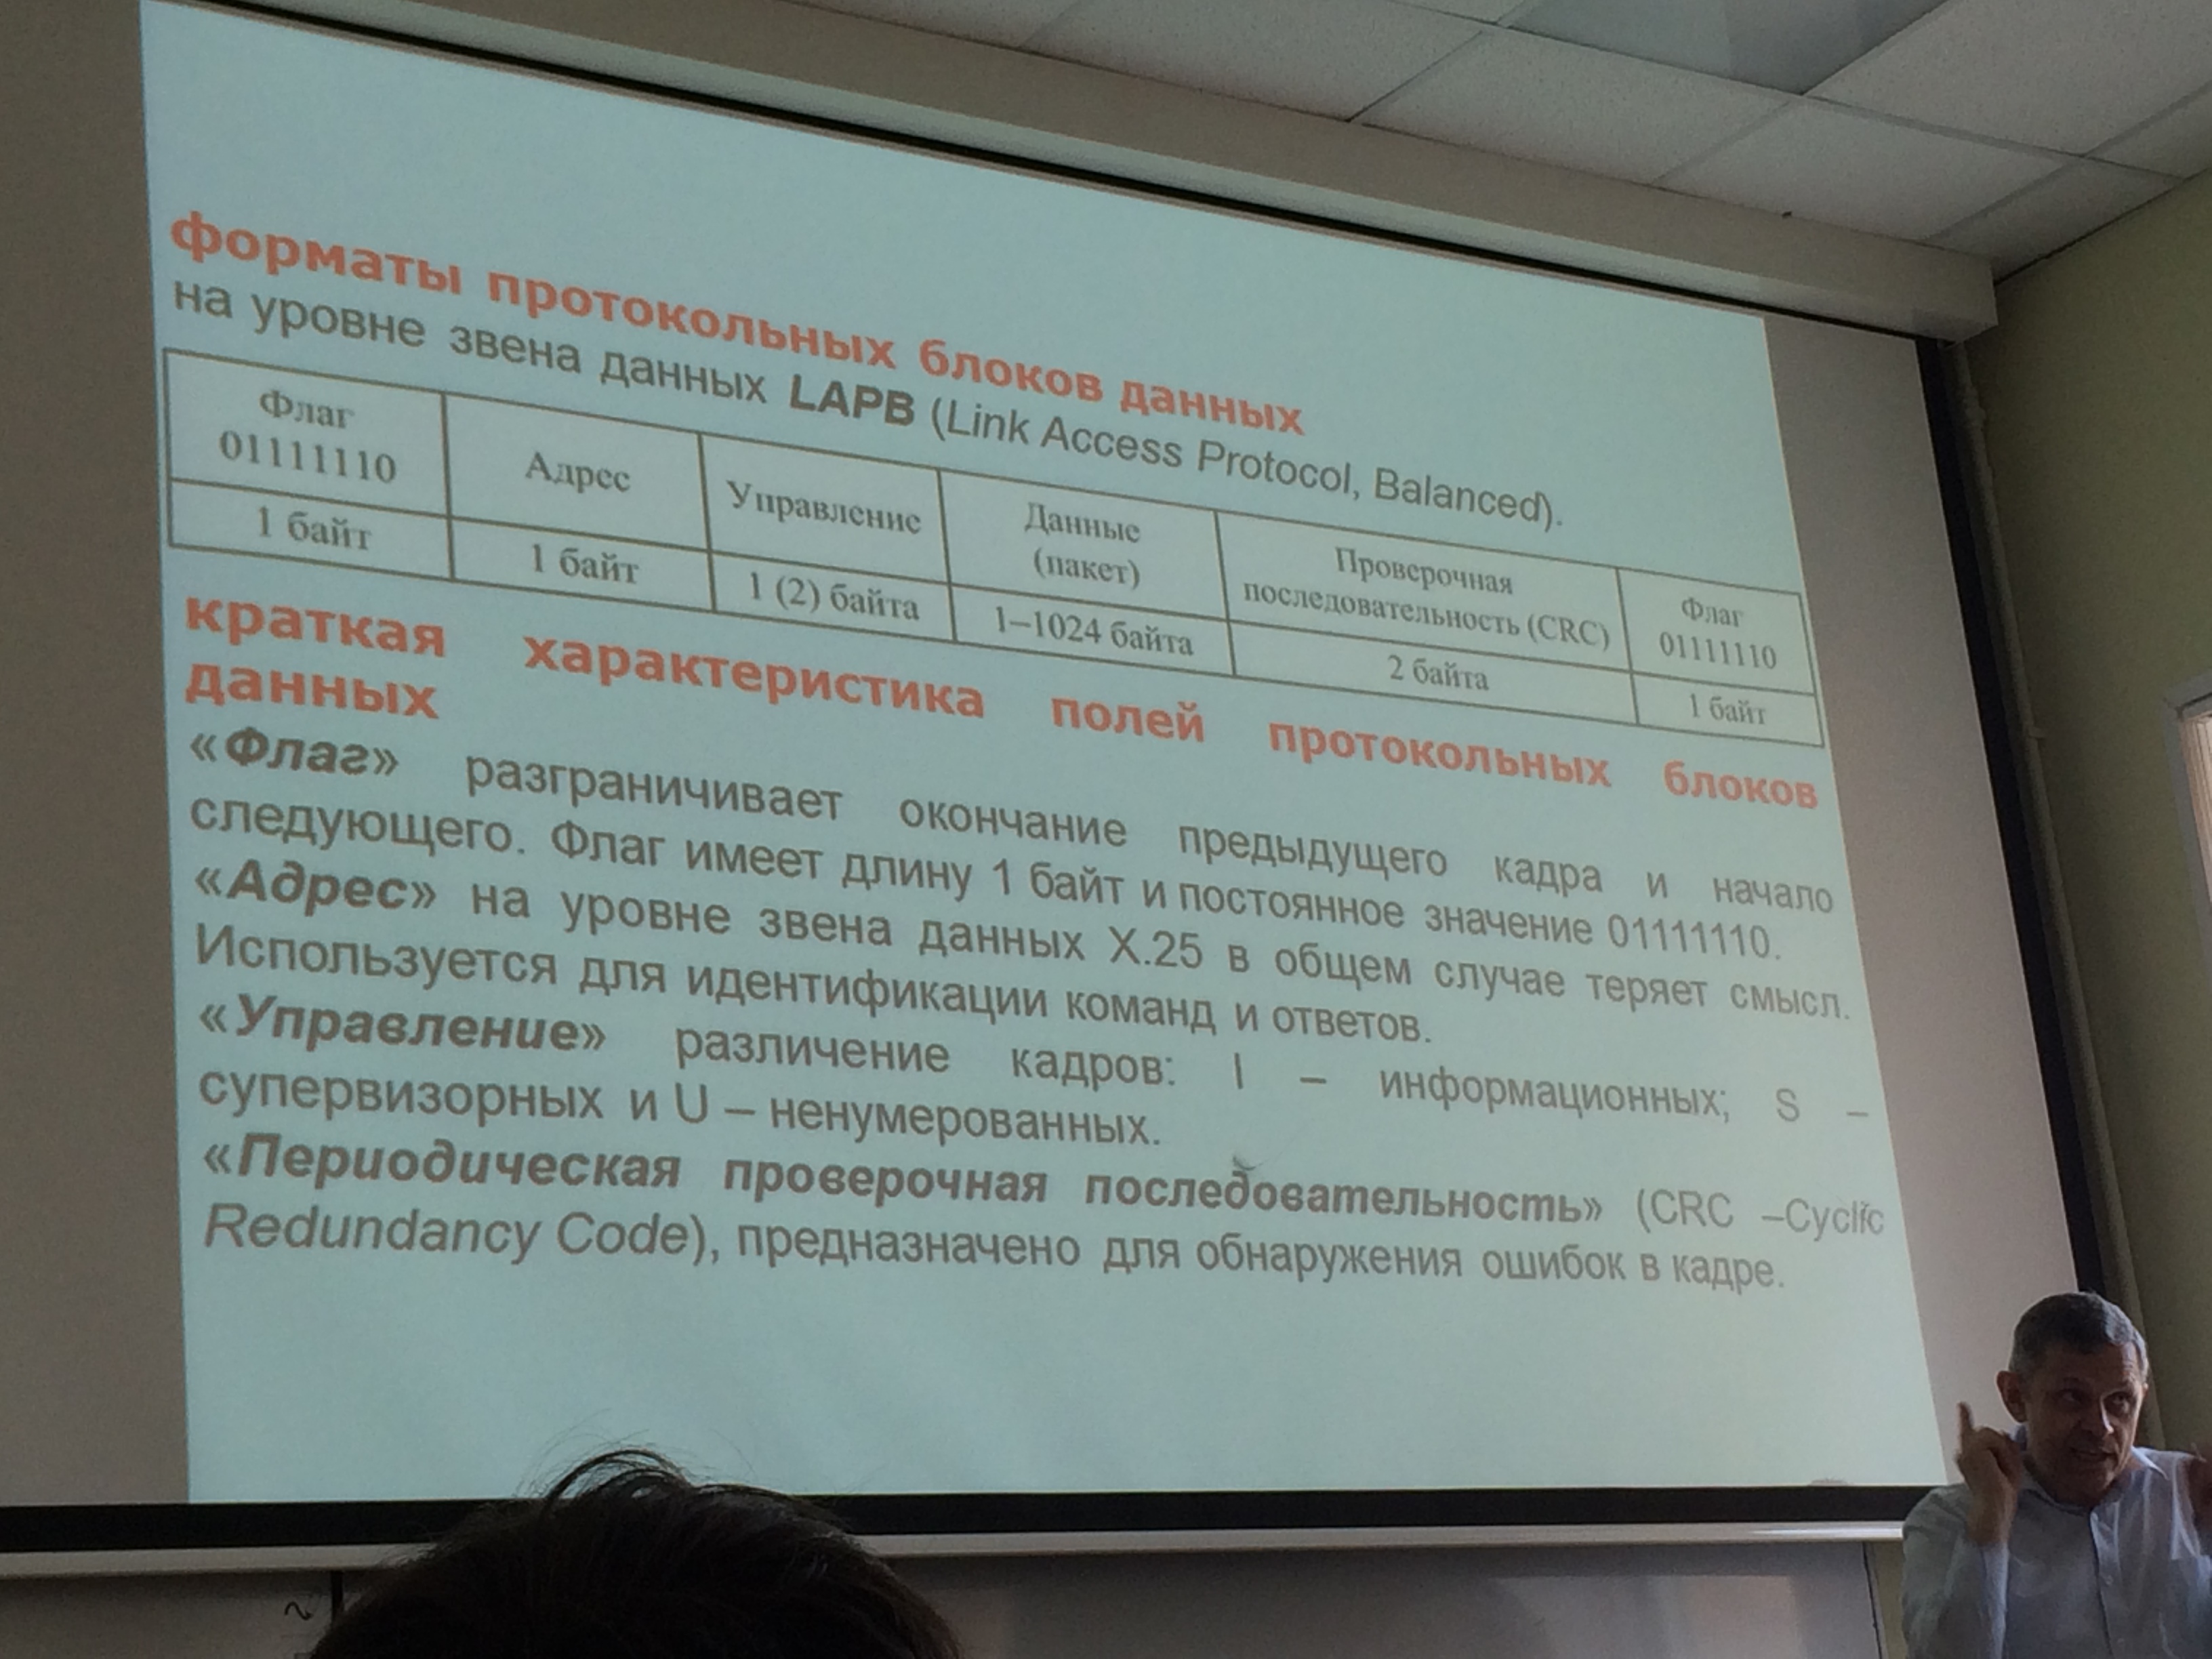 форматы протокольных блоков данных
на уровне звена данных LAPB (Link Access Protocol, Balanced).
Флаг
01111110
Адрес
Управление
Данные
(пакет)
Проверочная
последовательность (CRC)
Флаг
01111110
1 байт
1 байт
1 (2) байта
1–1024 байта
2 байта
1 байт
краткая характеристика полей протокольных блоков
данных
«Флаг» разграничивает окончание предыдущего кадра и начало
следующего. Флаг имеет длину 1 байт и постоянное значение 01111110.
«Адрес» на уровне звена данных X.25 в общем случае теряет смысл.
Используется для идентификации команд и ответов.
«Управление» различение кадров: I – информационных; S –
супервизорных и U – ненумерованных.
«Периодическая проверочная последовательность» (CRC –Cyclic
Redundancy Code), предназначено для обнаружения ошибок в кадре.